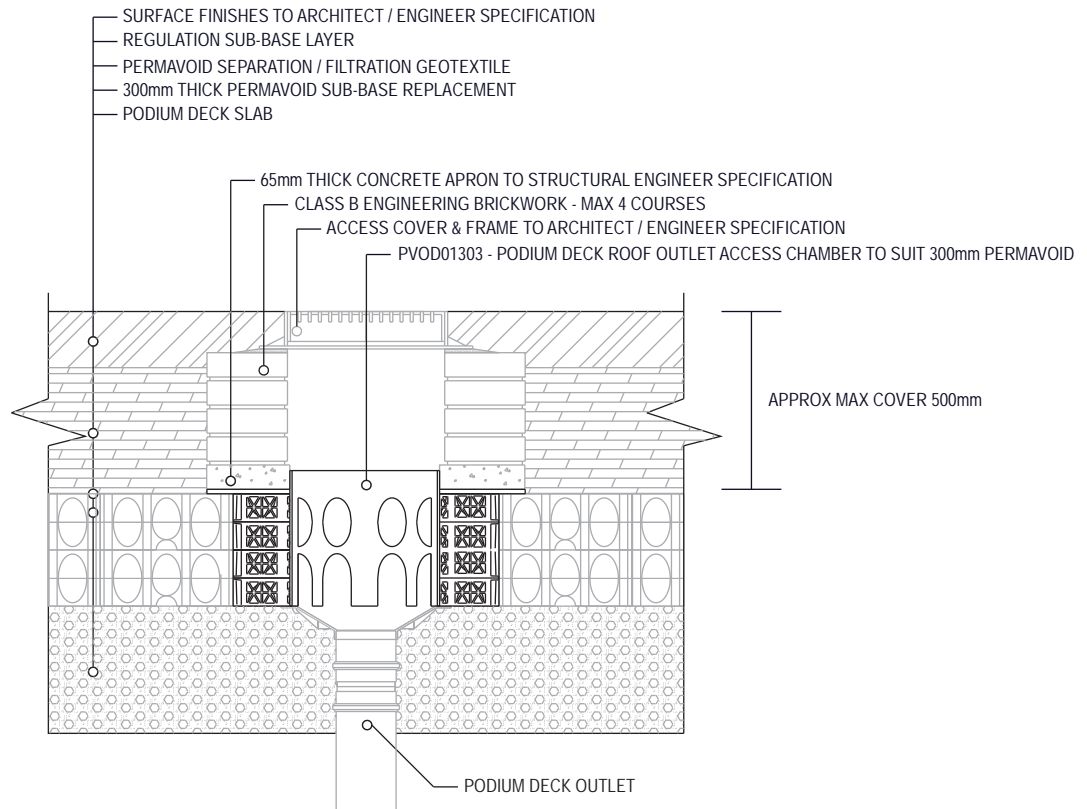 SURFACE FINISHES TO ARCHITECT / ENGINEER SPECIFICATION
REGULATION SUB-BASE LAYER
PERMAVOID SEPARATION / FILTRATION GEOTEXTILE
300mm THICK PERMAVOID SUB-BASE REPLACEMENT
PODIUM DECK SLAB
65mm THICK CONCRETE APRON TO STRUCTURAL ENGINEER SPECIFICATION
CLASS B ENGINEERING BRICKWORK - MAX 4 COURSES
ACCESS COVER & FRAME TO ARCHITECT / ENGINEER SPECIFICATION
PVOD01303 - PODIUM DECK ROOF OUTLET ACCESS CHAMBER TO SUIT 300mm PERMAVOID
APPROX MAX COVER 500mm
PODIUM DECK OUTLET